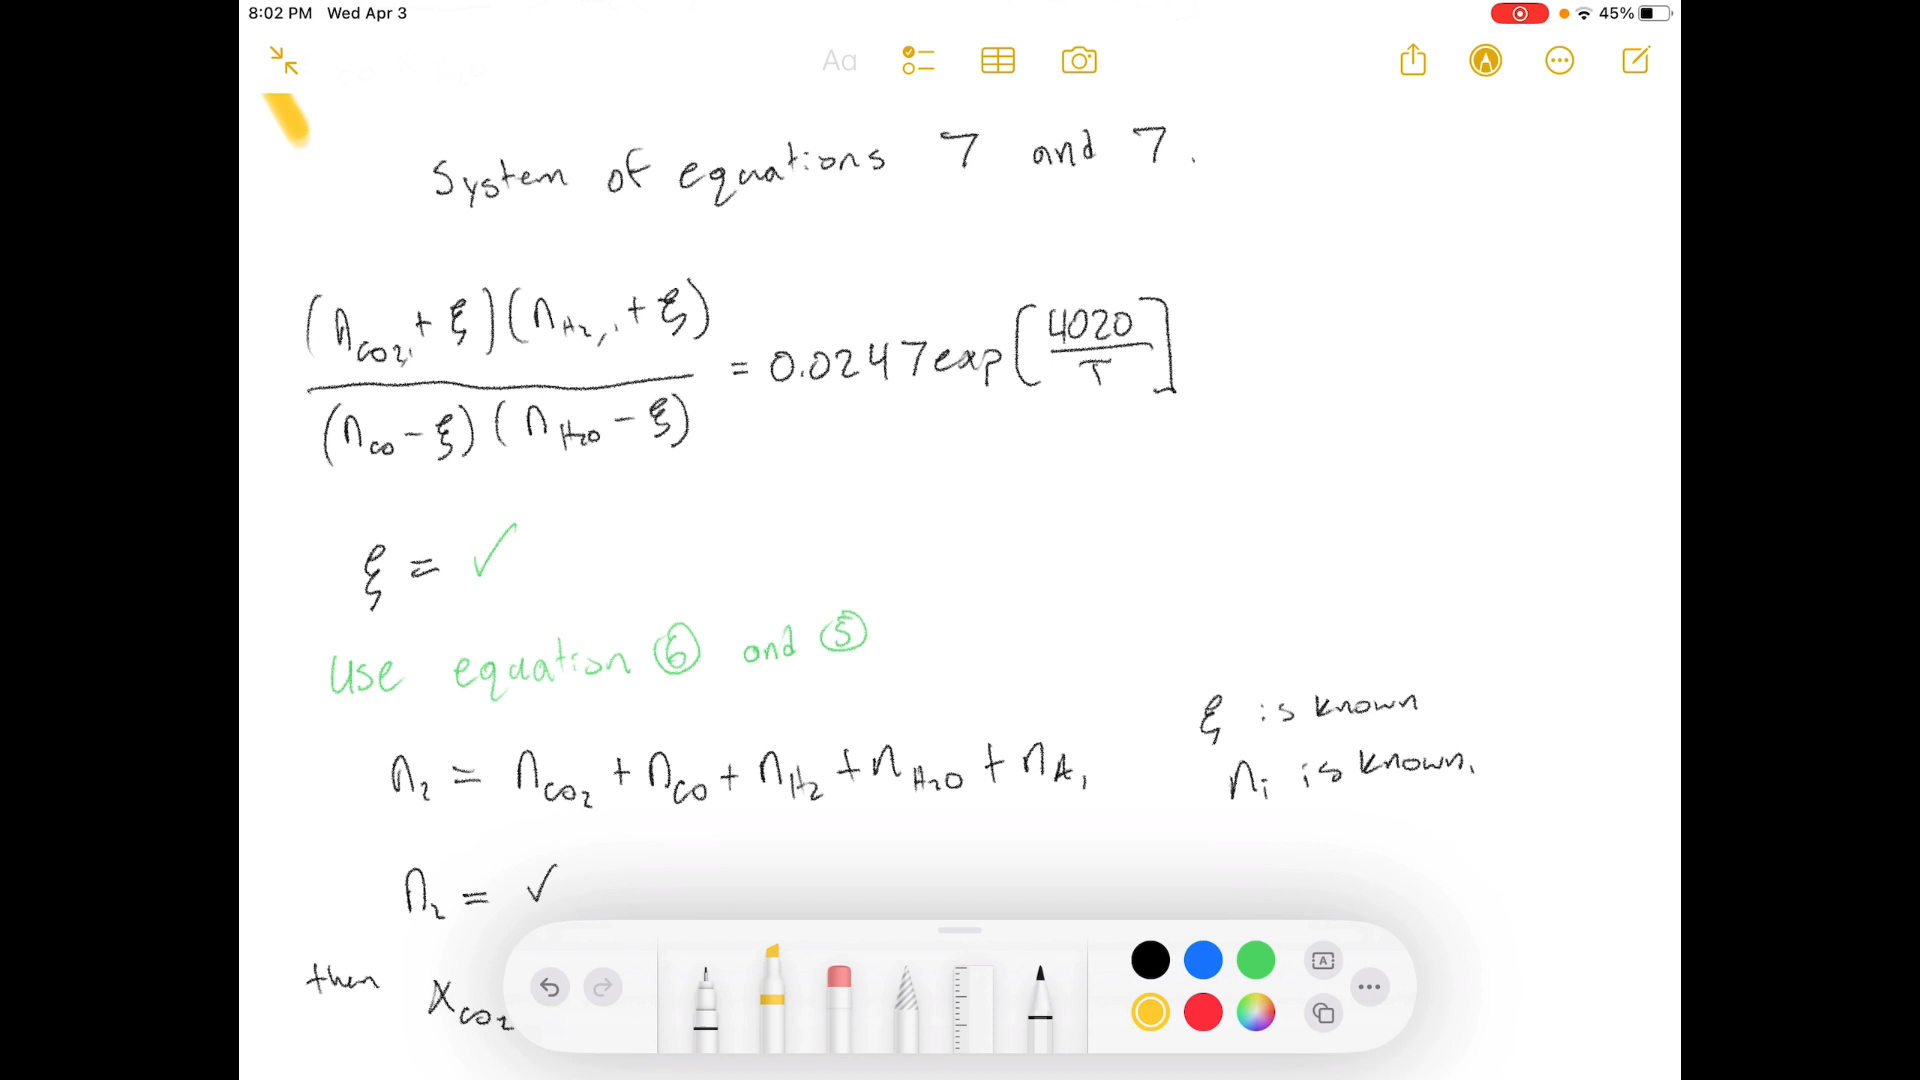 8:02 PM Wed Apr 3 45%
Aa
System of equations 7 and 7.
(n_CO2,1 + ξ)(n_H2,1 + ξ)
= 0.0247 exp[4020/T]
(n_CO - ξ)(n_H2O - ξ)
ξ = ✓
Use equation ⑥ and ⑤
ξ is known
n_2 = n_CO2 + n_CO + n_H2 + n_H2O + n_A,
n_i is known.
n_2 = ✓
then x_CO2
A